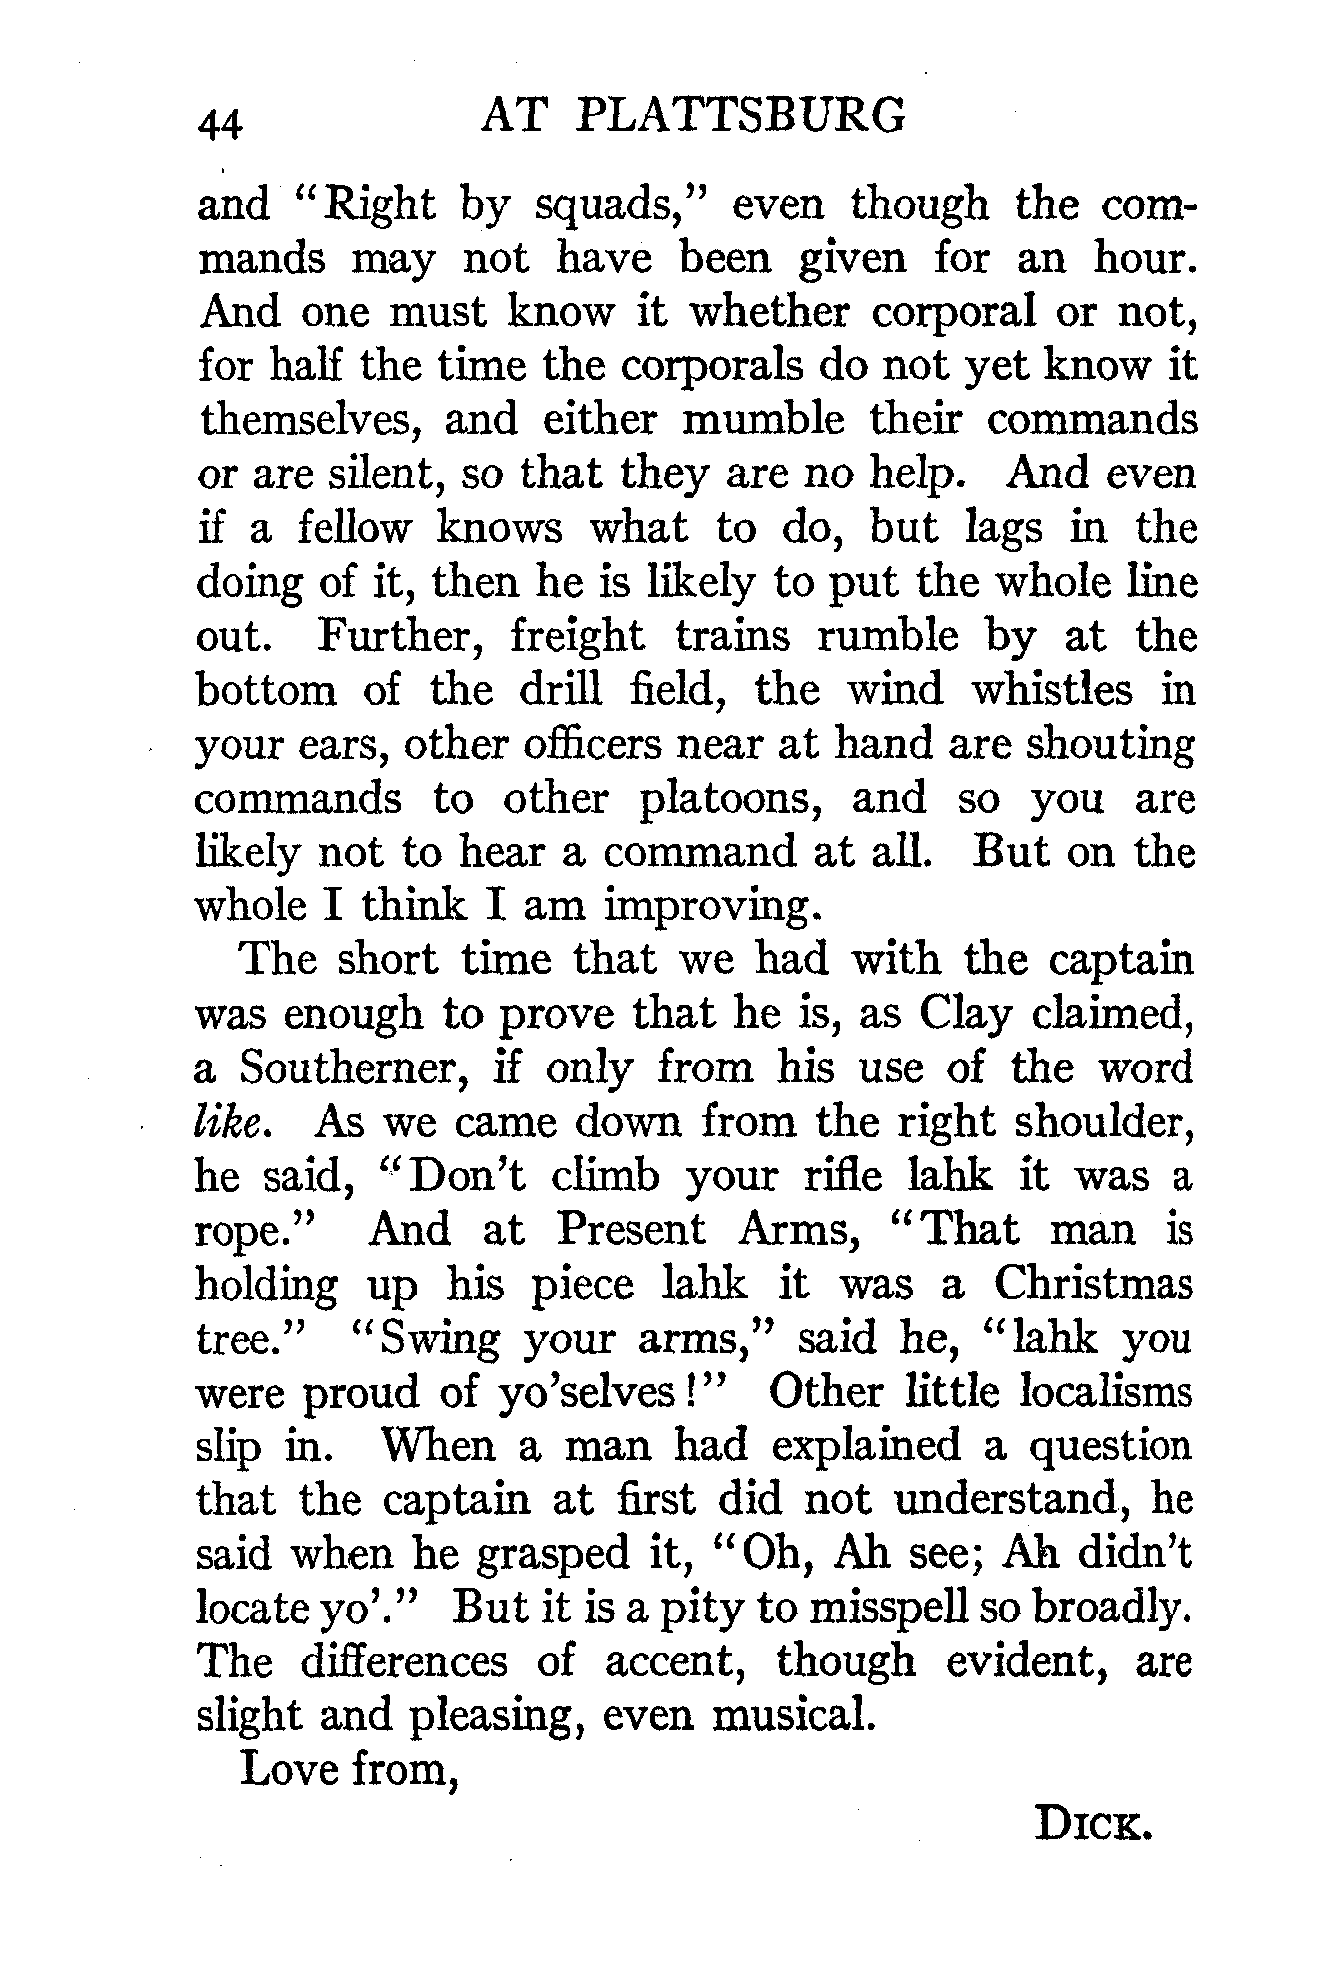 44 AT PLATTSBURG
and "Right by squads," even though the com-
mands may not have been given for an hour.
And one must know it whether corporal or not,
for half the time the corporals do not yet know it
themselves, and either mumble their commands
or are silent, so that they are no help. And even
if a fellow knows what to do, but lags in the
doing of it, then he is likely to put the whole line
out. Further, freight trains rumble by at the
bottom of the drill field, the wind whistles in
your ears, other officers near at hand are shouting
commands to other platoons, and so you are
likely not to hear a command at all. But on the
whole I think I am improving.
The short time that we had with the captain
was enough to prove that he is, as Clay claimed,
a Southerner, if only from his use of the word
like. As we came down from the right shoulder,
he said, "Don't climb your rifle lahk it was a
rope." And at Present Arms, "That man is
holding up his piece lahk it was a Christmas
tree." "Swing your arms," said he, "lahk you
were proud of yo'selves!" Other little localisms
slip in. When a man had explained a question
that the captain at first did not understand, he
said when he grasped it, "Oh, Ah see; Ah didn't
locate yo'." But it is a pity to misspell so broadly.
The differences of accent, though evident, are
slight and pleasing, even musical.
Love from,
DICK.